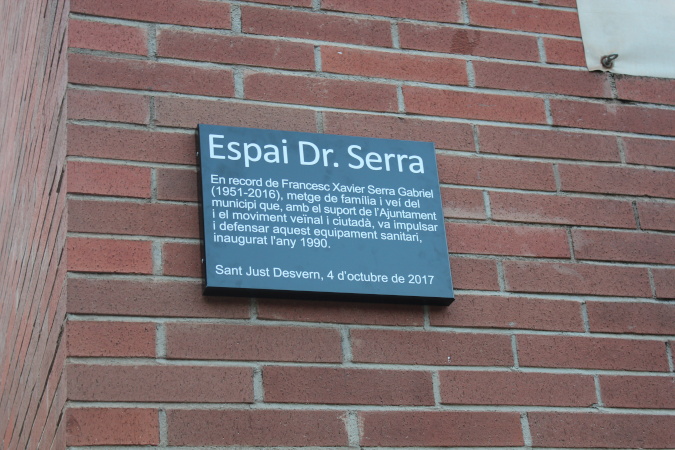 Espai Dr. Serra
En record de Francesc Xavier Serra Gabriel
(1951-2016), metge de família i veí del
municipi que, amb el suport de l'Ajuntament
i el moviment veïnal i ciutadà, va impulsar
i defensar aquest equipament sanitari,
inaugurat l'any 1990.
Sant Just Desvern, 4 d'octubre de 2017